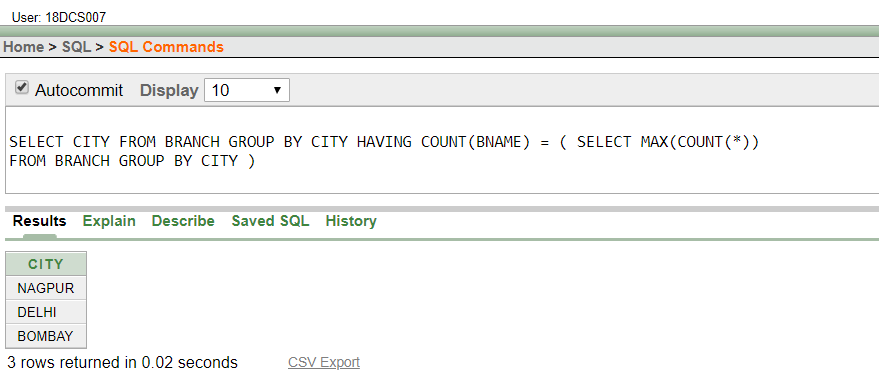 User: 18DCS007
Home > SQL > SQL Commands
Autocommit Display 10
SELECT CITY FROM BRANCH GROUP BY CITY HAVING COUNT(BNAME) = ( SELECT MAX(COUNT(*))
FROM BRANCH GROUP BY CITY )
Results Explain Describe Saved SQL History
CITY
NAGPUR
DELHI
BOMBAY
3 rows returned in 0.02 seconds CSV Export